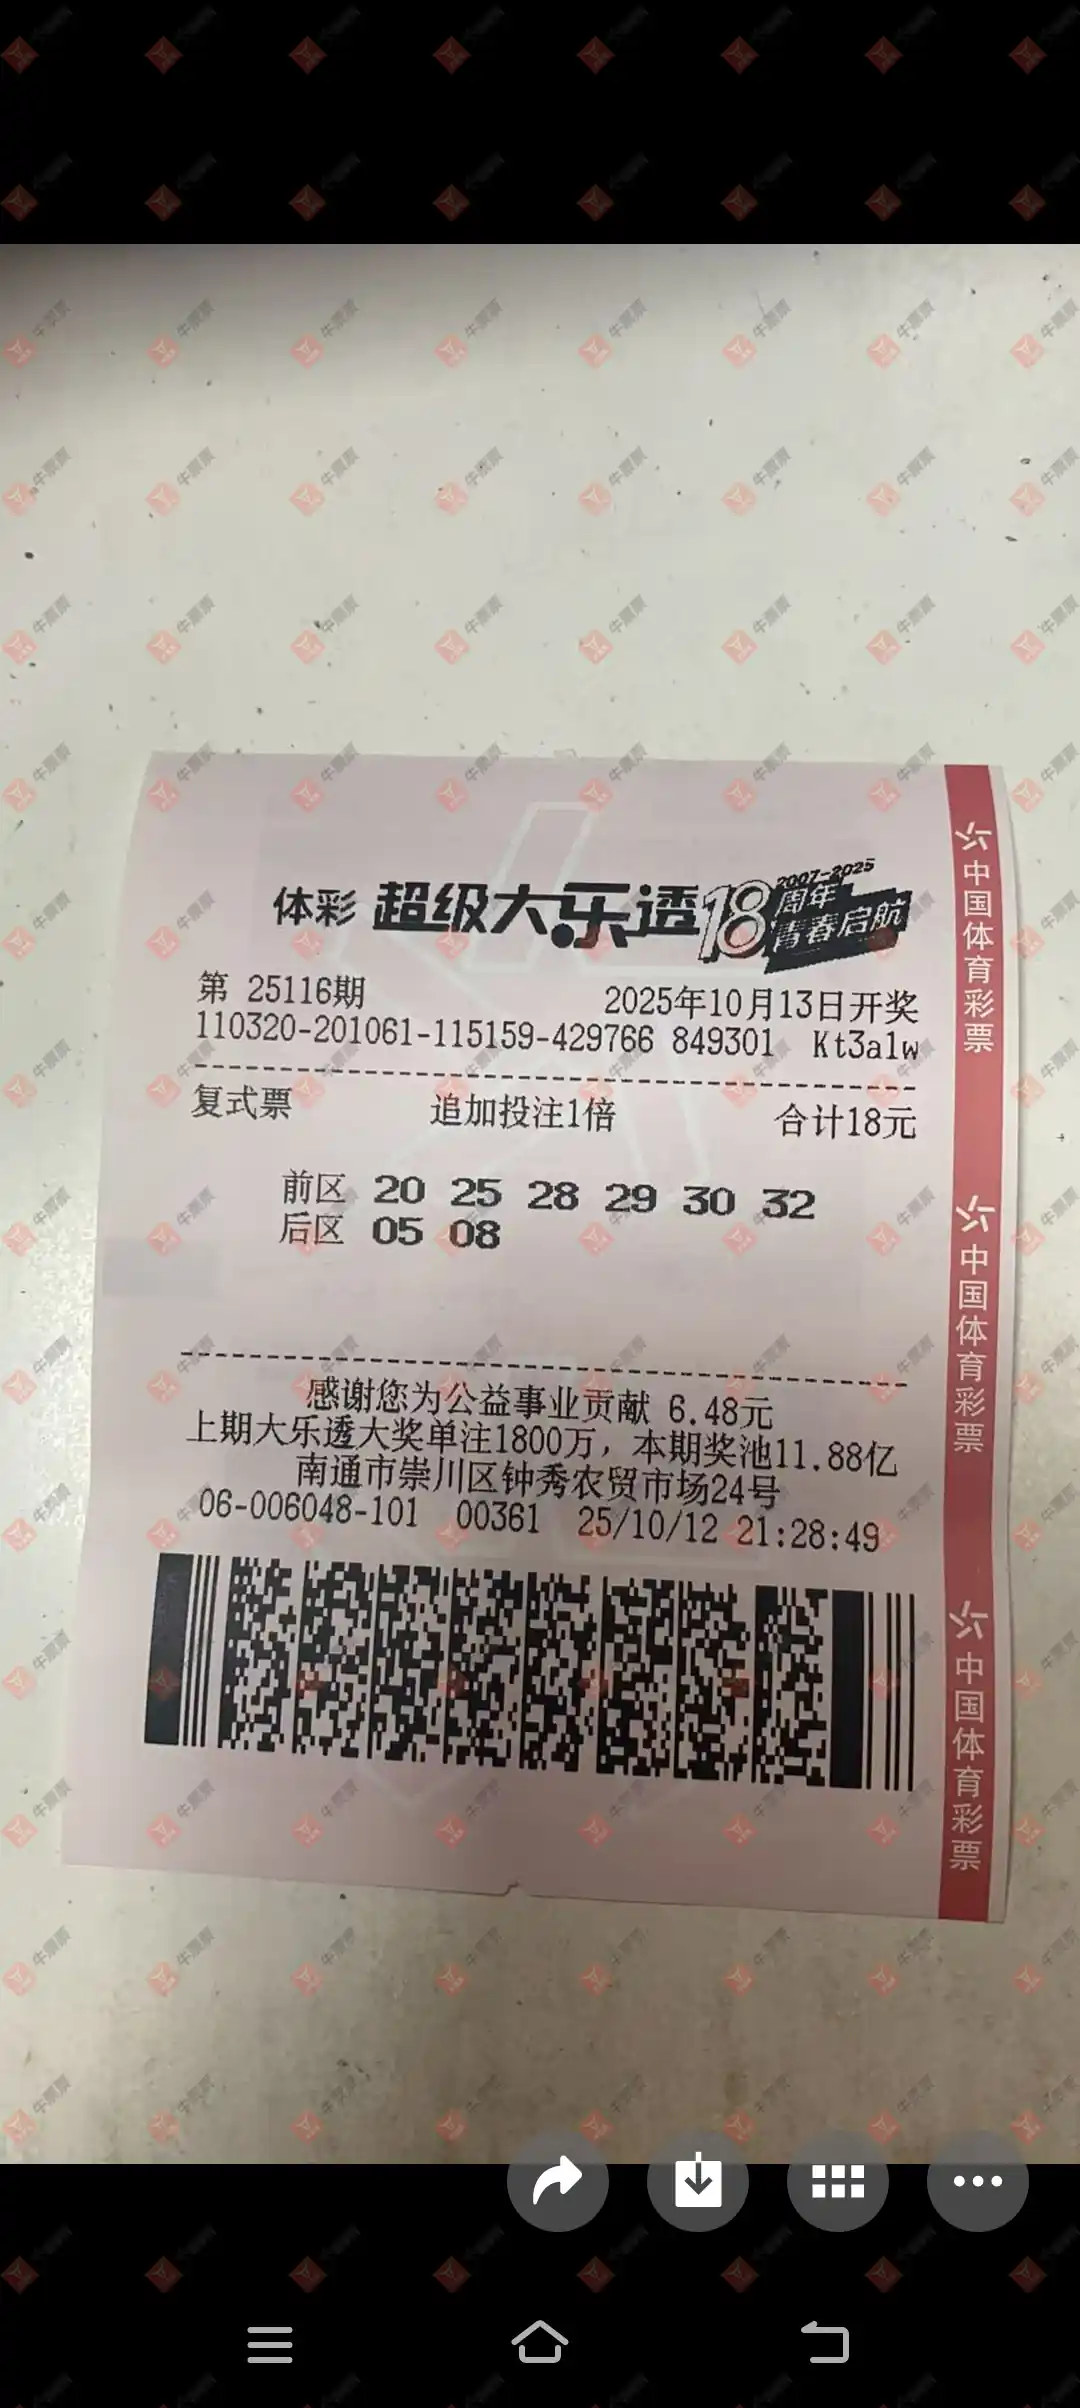 体彩 超级大乐透 18周年 2007-2025 青春启航
第 25116期 2025年10月13日开奖
110320-201061-115159-429766 849301 Kt3a1w
复式票 追加投注1倍 合计18元
前区 20 25 28 29 30 32
后区 05 08
感谢您为公益事业贡献 6.48元
上期大乐透大奖单注1800万，本期奖池11.88亿
南通市崇川区钟秀农贸市场24号
06-006048-101 00361 25/10/12 21:28:49
中国体育彩票
中国体育彩票
中国体育彩票
牛票票